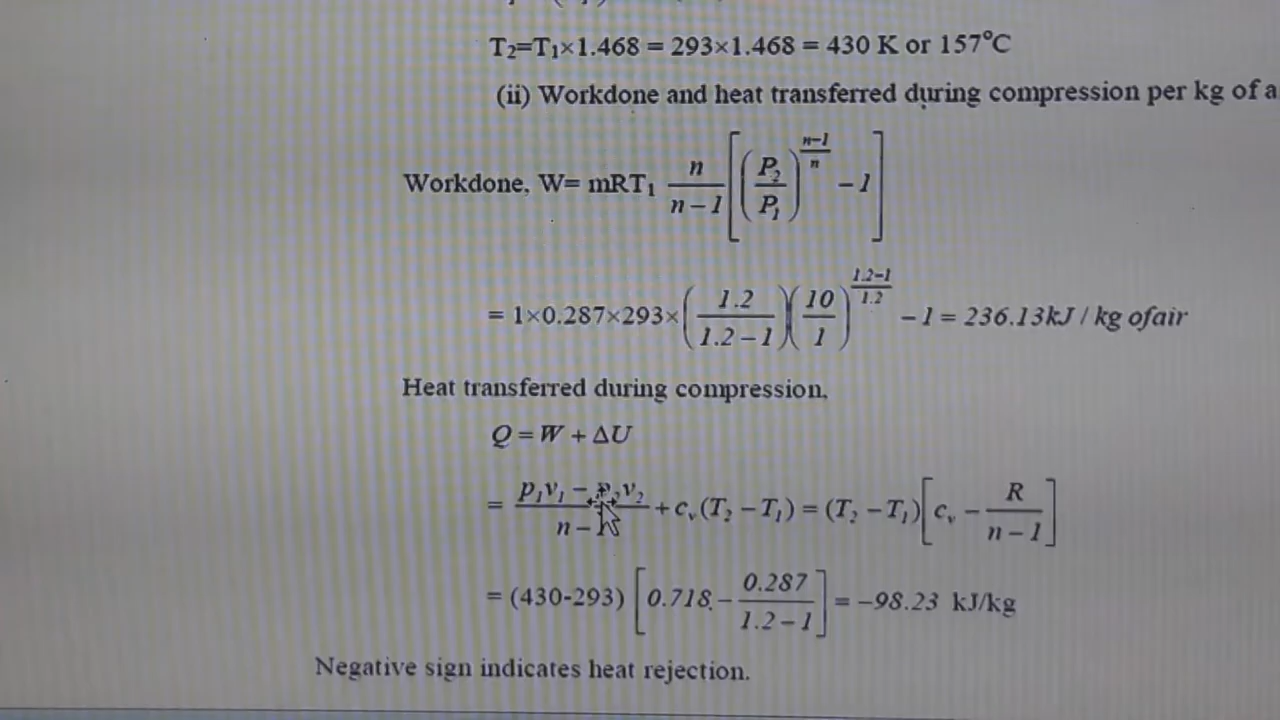 T2=T1×1.468 = 293×1.468 = 430 K or 157°C
(ii) Workdone and heat transferred during compression per kg of a
Workdone, W= mRT1 n/(n−1) [(P2/P1)^((n−1)/n) −1]
= 1×0.287×293×(1.2/(1.2−1))(10/1)^((1.2−1)/1.2) −1 = 236.13kJ / kg ofair
Heat transferred during compression,
Q = W + ΔU
= (p1v1 − p2v2)/(n−1) + cv(T2 −T1) = (T2 −T1)[cv − R/(n−1)]
= (430-293) [0.718 − 0.287/(1.2−1)] = −98.23 kJ/kg
Negative sign indicates heat rejection.